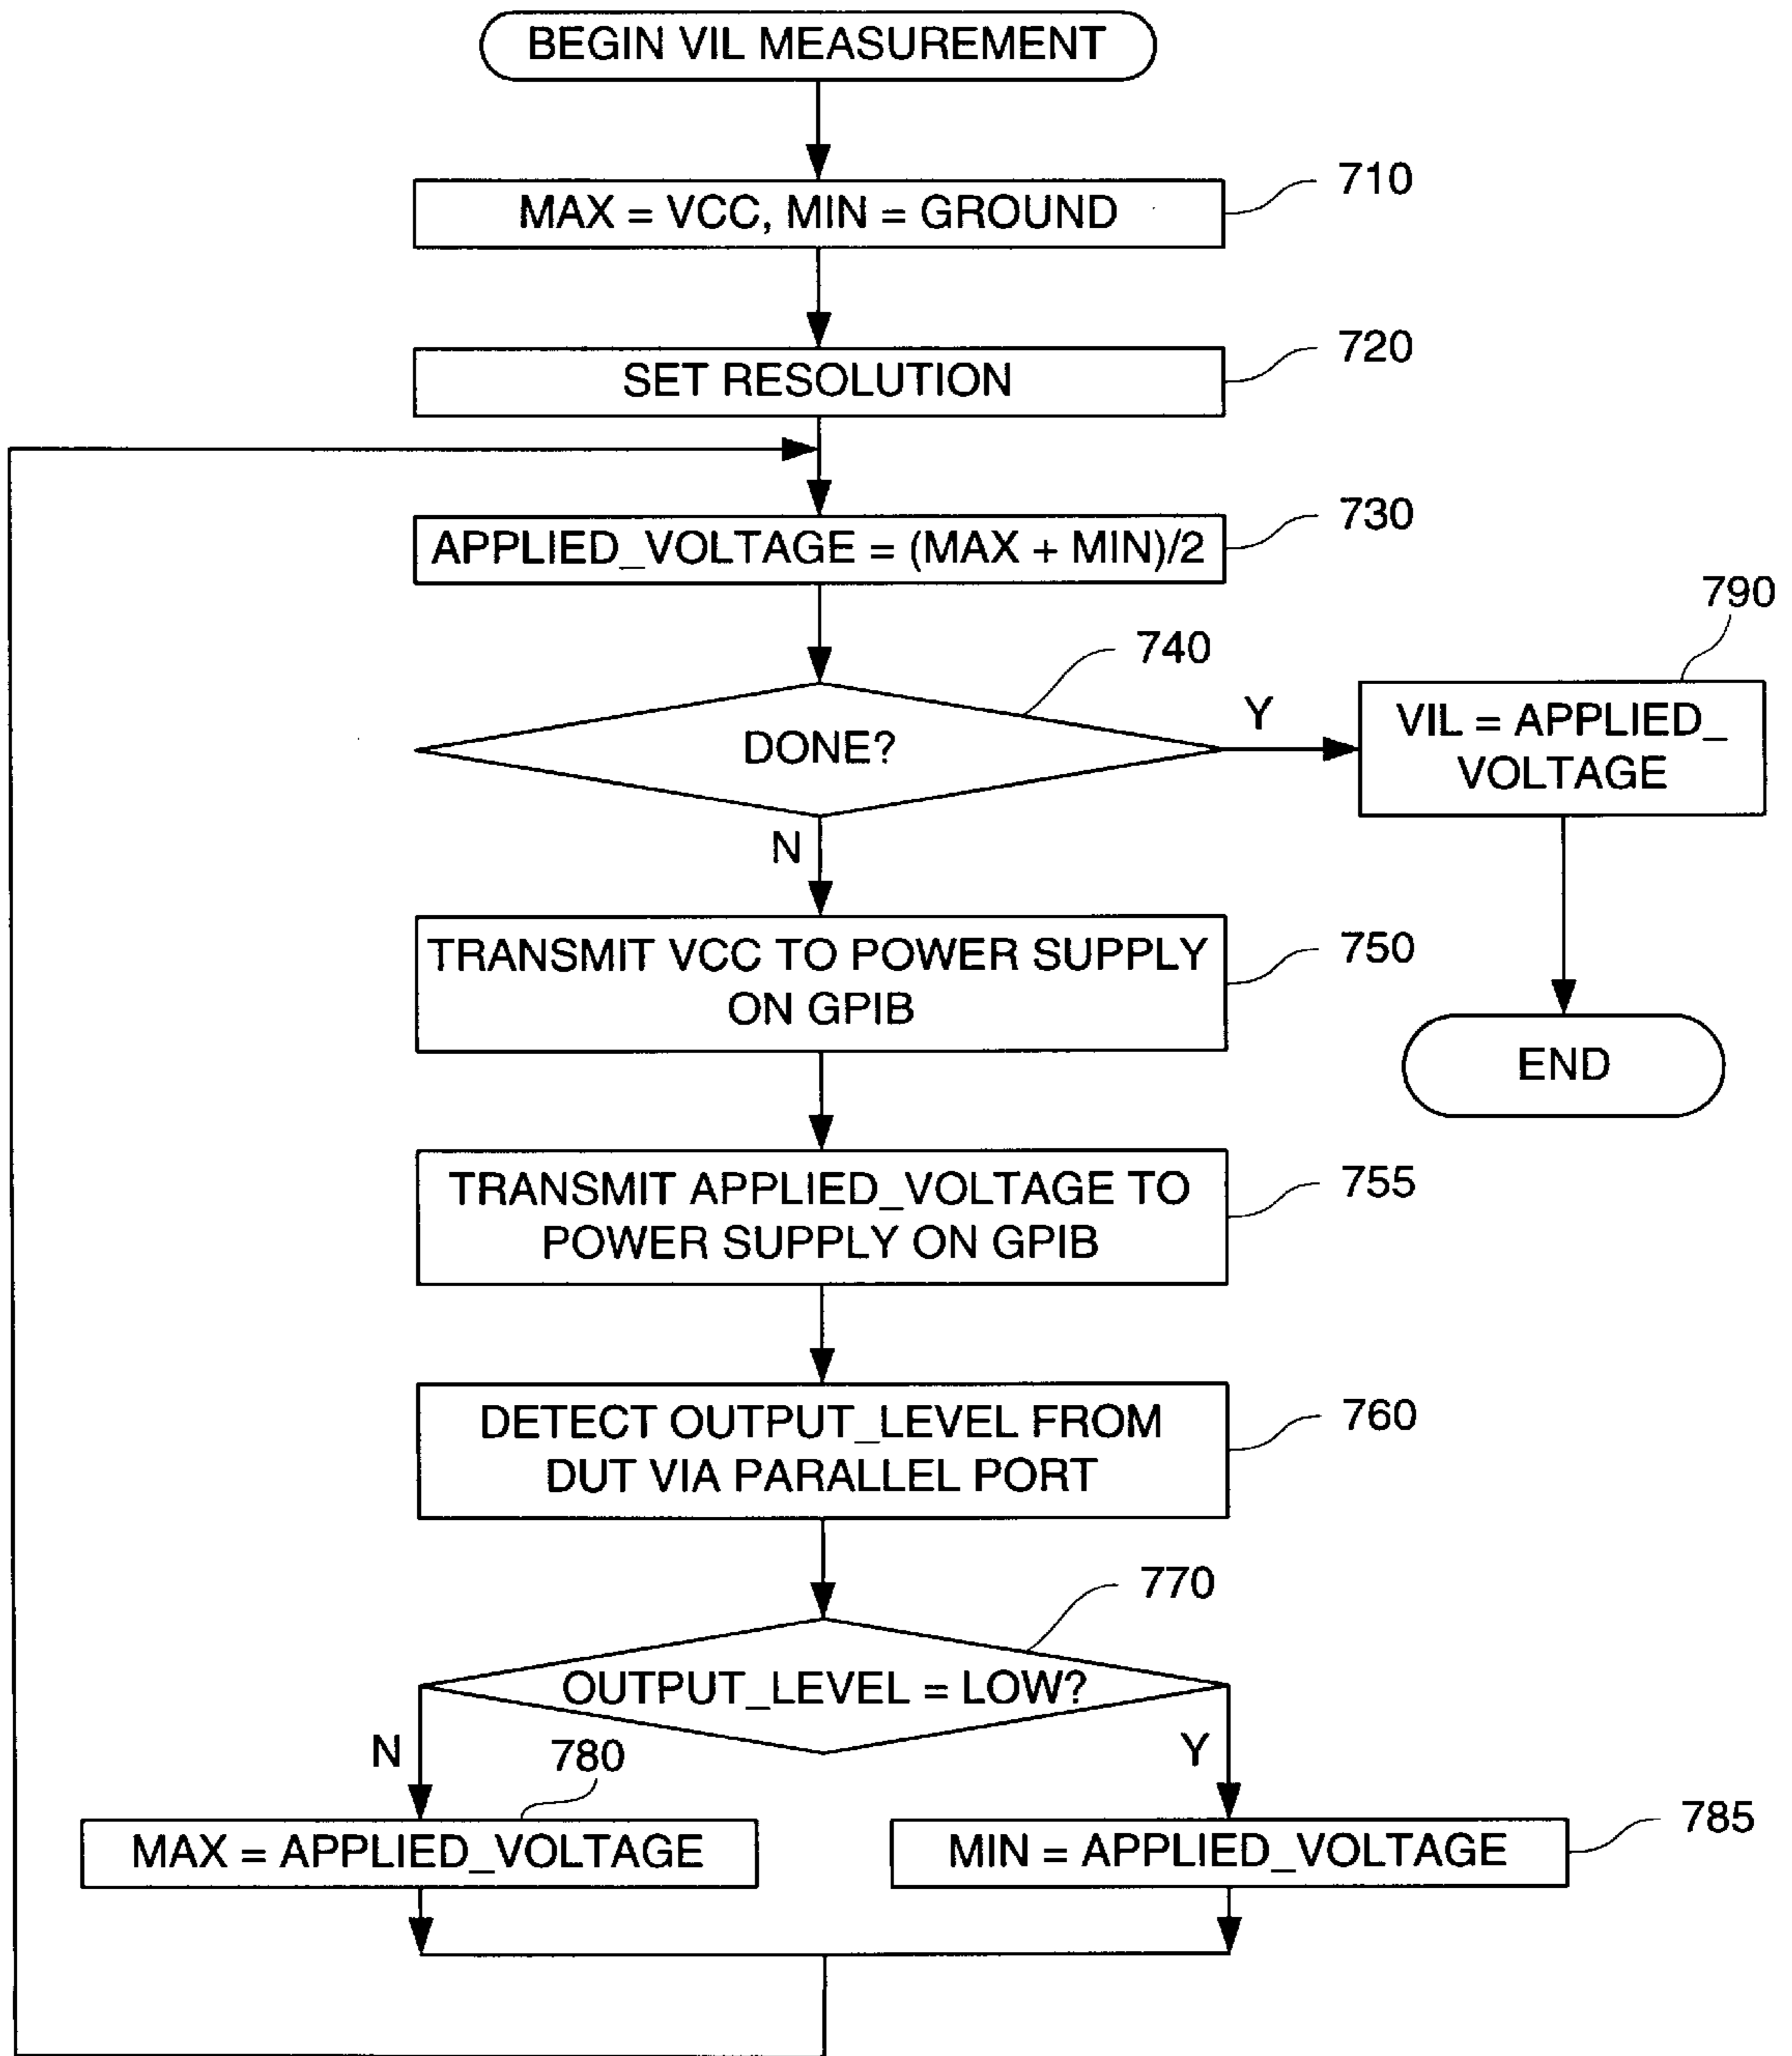 BEGIN VIL MEASUREMENT
710
MAX = VCC, MIN = GROUND
720
SET RESOLUTION
730
APPLIED_VOLTAGE = (MAX + MIN)/2
740
DONE?
Y
790
VIL = APPLIED_
VOLTAGE
END
N
750
TRANSMIT VCC TO POWER SUPPLY
ON GPIB
755
TRANSMIT APPLIED_VOLTAGE TO
POWER SUPPLY ON GPIB
760
DETECT OUTPUT_LEVEL FROM
DUT VIA PARALLEL PORT
770
OUTPUT_LEVEL = LOW?
N
780
Y
MAX = APPLIED_VOLTAGE
785
MIN = APPLIED_VOLTAGE